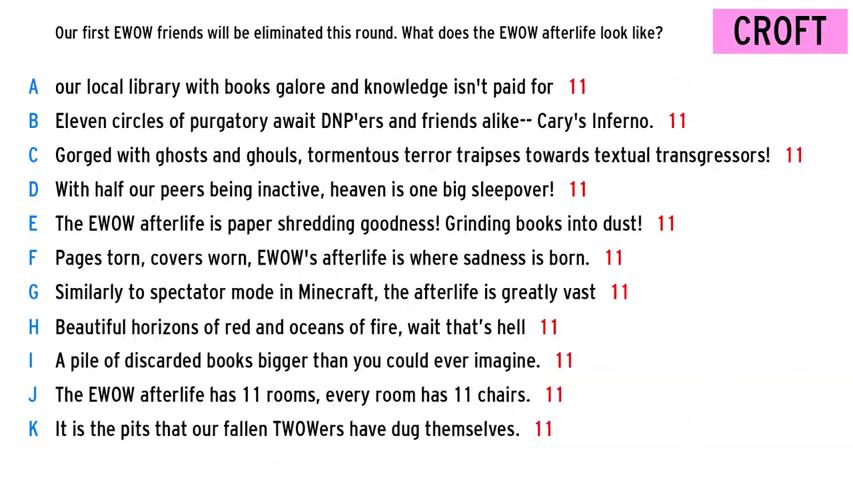 Our first EWOW friends will be eliminated this round. What does the EWOW afterlife look like?
CROFT
A our local library with books galore and knowledge isn't paid for 11
B Eleven circles of purgatory await DNP'ers and friends alike-- Cary's Inferno. 11
C Gorged with ghosts and ghouls, tormentous terror traipses towards textual transgressors! 11
D With half our peers being inactive, heaven is one big sleepover! 11
E The EWOW afterlife is paper shredding goodness! Grinding books into dust! 11
F Pages torn, covers worn, EWOW's afterlife is where sadness is born. 11
G Similarly to spectator mode in Minecraft, the afterlife is greatly vast 11
H Beautiful horizons of red and oceans of fire, wait that’s hell 11
I A pile of discarded books bigger than you could ever imagine. 11
J The EWOW afterlife has 11 rooms, every room has 11 chairs. 11
K It is the pits that our fallen TWOWers have dug themselves. 11